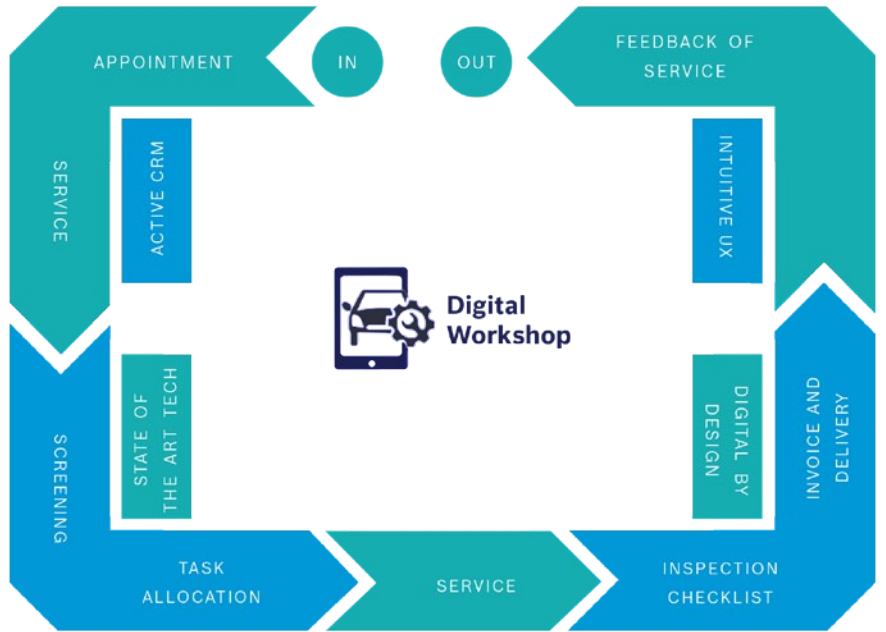 APPOINTMENT
IN
OUT
FEEDBACK OF
SERVICE
SERVICE
ACTIVE CRM
INTUITIVE UX
Digital
Workshop
SCREENING
STATE OF
THE ART TECH
DIGITAL BY
DESIGN
INVOICE AND
DELIVERY
TASK
ALLOCATION
SERVICE
INSPECTION
CHECKLIST